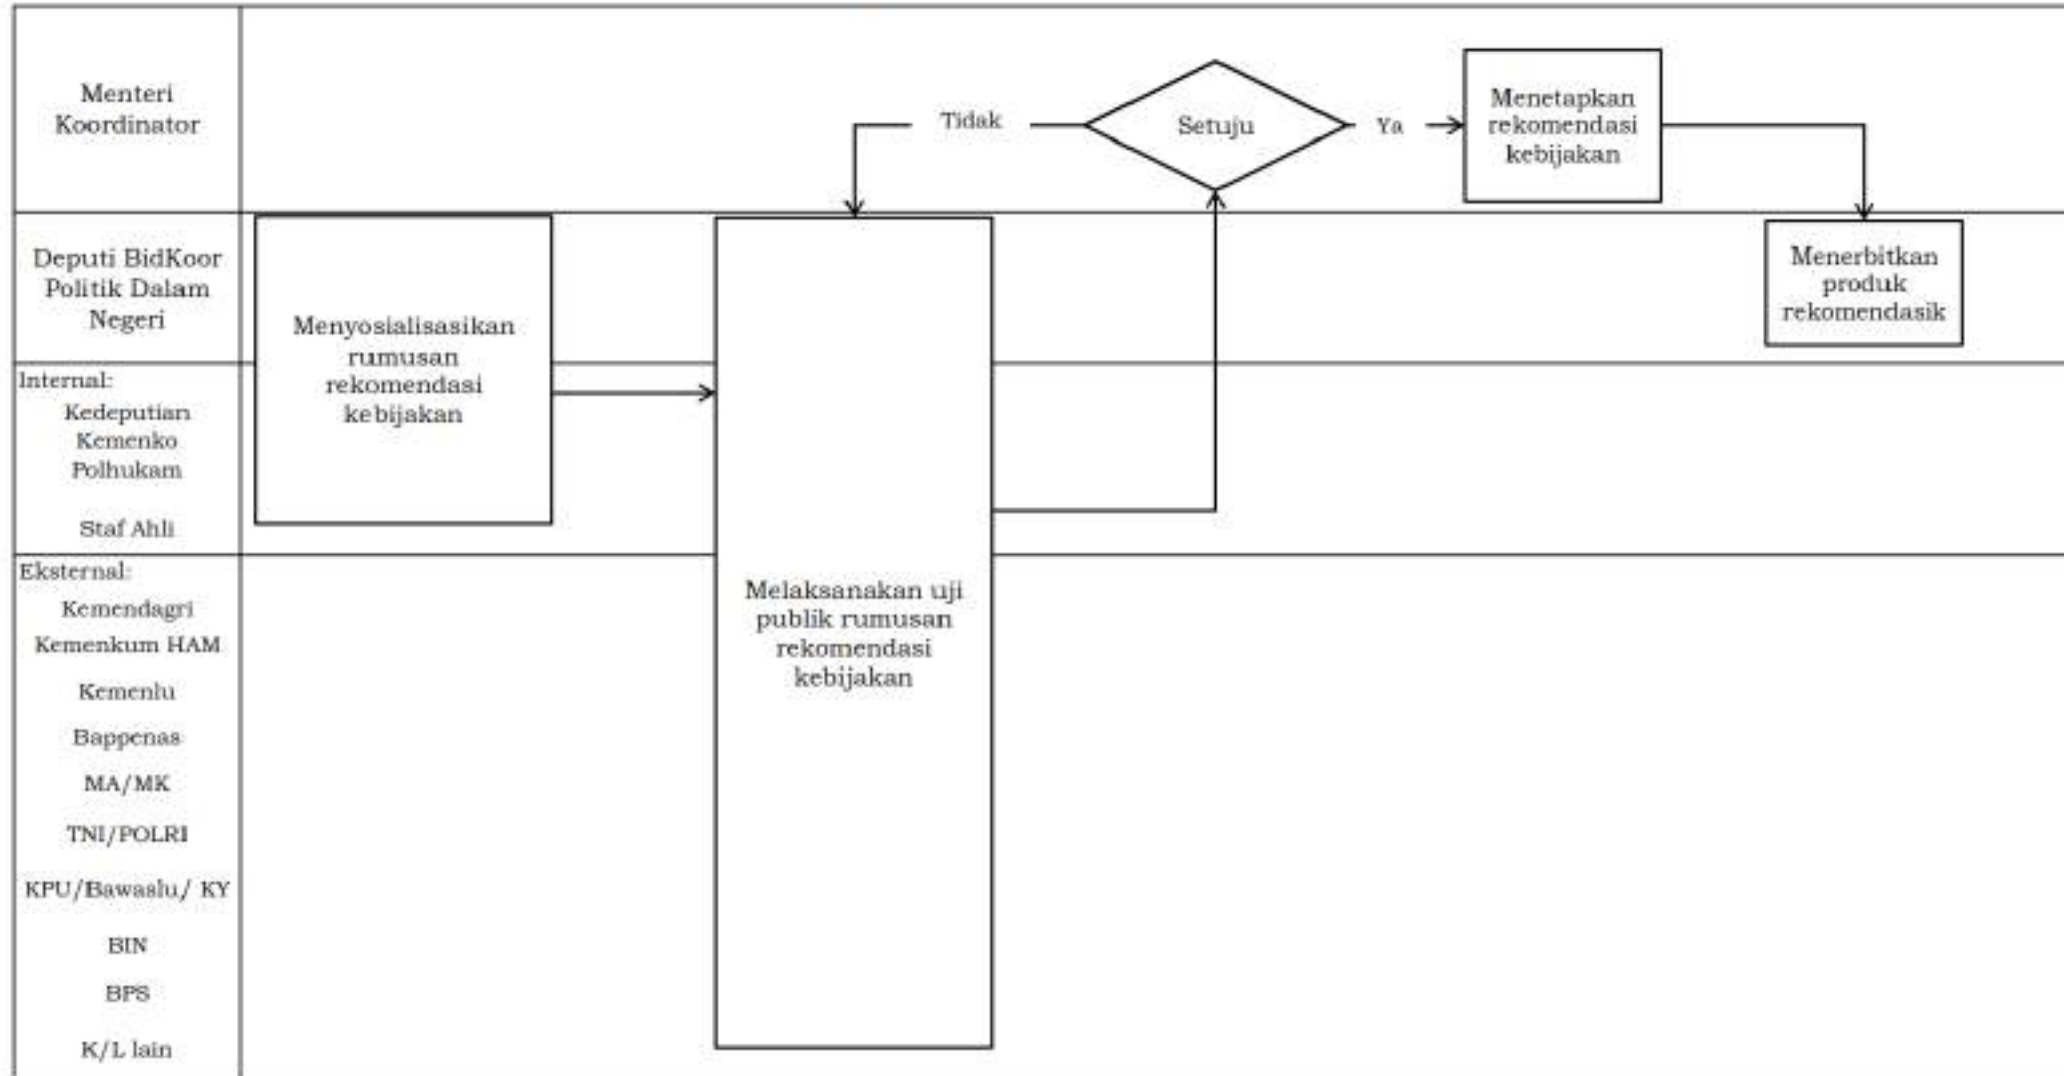 Menteri
Koordinator
Tidak
Setuju
Ya
Menetapkan
rekomendasi
kebijakan
Deputi BidKoor
Politik Dalam
Negeri
Menyosialisasikan
rumusan
rekomendasi
kebijakan
Menerbitkan
produk
rekomendasik
Internal:
Kedeputian
Kemenko
Polhukam
Staf Ahli
Eksternal:
Kemendagri
Kemenkum HAM
Kemenlu
Bappenas
MA/MK
TNI/POLRI
KPU/Bawaslu/ KY
BIN
BPS
K/L lain
Melaksanakan uji
publik rumusan
rekomendasi
kebijakan